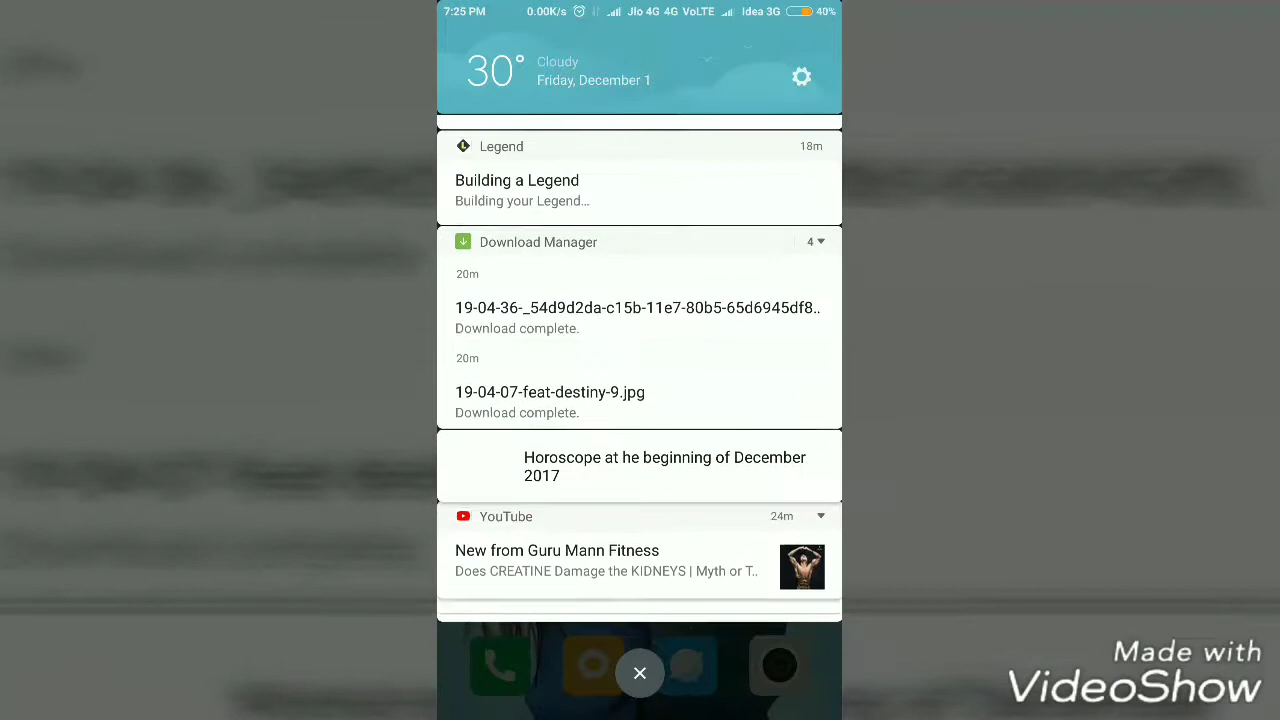 7:25 PM 0.00K/s Jio 4G 4G VoLTE Idea 3G 40%
30°
Cloudy
Friday, December 1
Legend 18m
Building a Legend
Building your Legend...
Download Manager 4
20m
19-04-36-_54d9d2da-c15b-11e7-80b5-65d6945df8..
Download complete.
20m
19-04-07-feat-destiny-9.jpg
Download complete.
Horoscope at he beginning of December
2017
YouTube 24m
New from Guru Mann Fitness
Does CREATINE Damage the KIDNEYS | Myth or T..
Made with
VideoShow